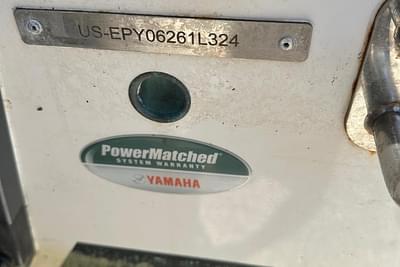 US-EPY06261L324
PowerMatched
SYSTEM WARRANTY
YAMAHA